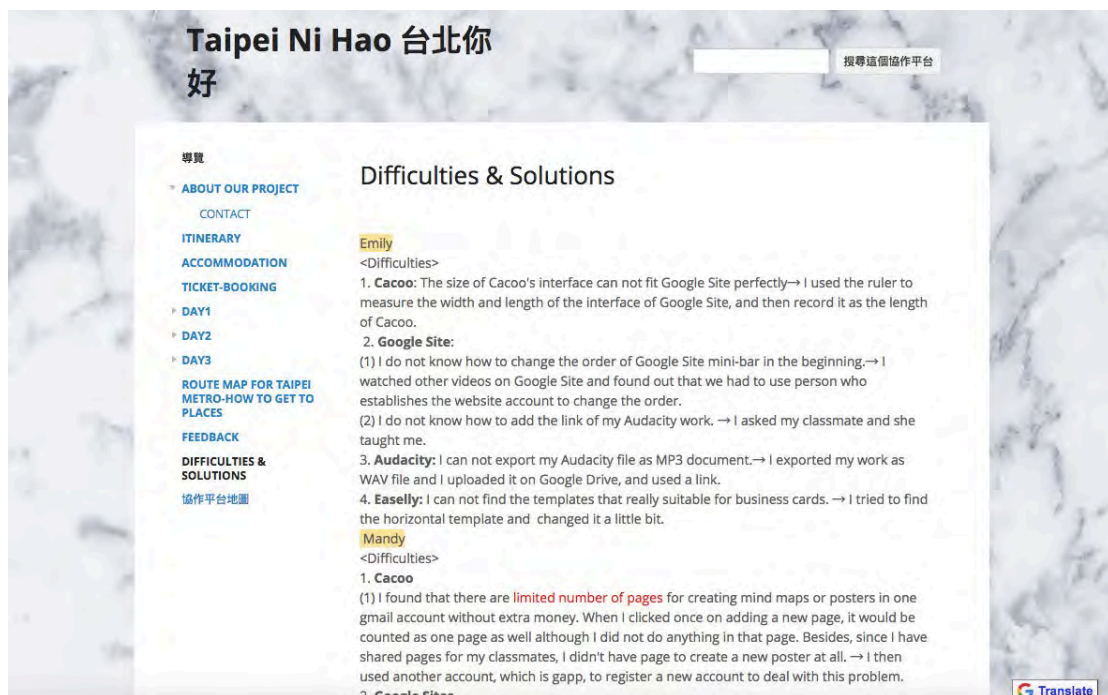 Taipei Ni Hao 台北你
好
搜尋這個協作平台
導覽
ABOUT OUR PROJECT
CONTACT
ITINERARY
ACCOMMODATION
TICKET-BOOKING
DAY1
DAY2
DAY3
ROUTE MAP FOR TAIPEI
METRO-HOW TO GET TO
PLACES
FEEDBACK
DIFFICULTIES &
SOLUTIONS
協作平台地圖
Difficulties & Solutions
Emily
<Difficulties>
1. Cacoo: The size of Cacoo's interface can not fit Google Site perfectly→ I used the ruler to
measure the width and length of the interface of Google Site, and then record it as the length
of Cacoo.
2. Google Site:
(1) I do not know how to change the order of Google Site mini-bar in the beginning.→ I
watched other videos on Google Site and found out that we had to use person who
establishes the website account to change the order.
(2) I do not know how to add the link of my Audacity work. → I asked my classmate and she
taught me.
3. Audacity: I can not export my Audacity file as MP3 document.→ I exported my work as
WAV file and I uploaded it on Google Drive, and used a link.
4. Easelly: I can not find the templates that really suitable for business cards. → I tried to find
the horizontal template and changed it a little bit.
Mandy
<Difficulties>
1. Cacoo
(1) I found that there are limited number of pages for creating mind maps or posters in one
gmail account without extra money. When I clicked once on adding a new page, it would be
counted as one page as well although I did not do anything in that page. Besides, since I have
shared pages for my classmates, I didn't have page to create a new poster at all. → I then
used another account, which is gapp, to register a new account to deal with this problem.
2. Google Sites
Translate